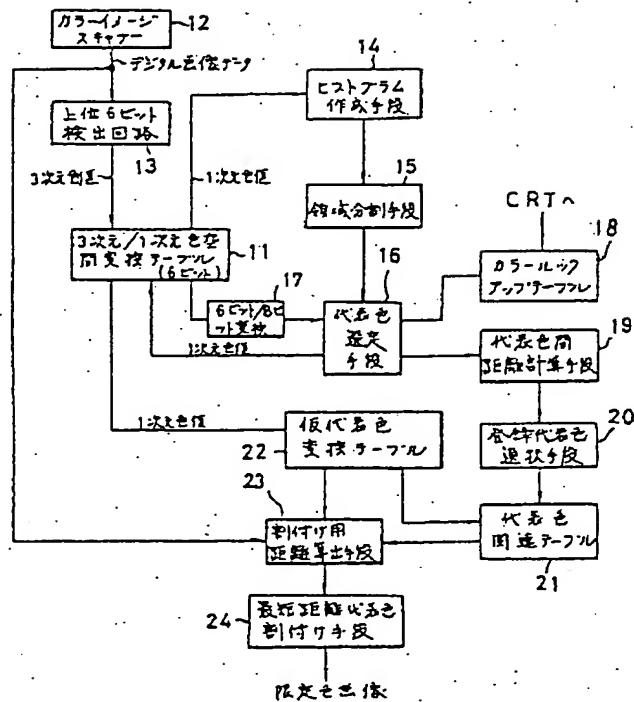 カラーイメージ
スキャナー
12
デジタル画像データ
上位6ビット
検出回路
13
3次元色値
1次元色値
14
ヒストグラム
作成手段
15
領域分割手段
3次元/1次元色空
間変換テーブル
(6ビット)
11
16
代表色
選定
手段
17
6ビット/8ビ
ット変換
1次元色値
CRTへ
18
カラールック
アップテーブル
19
代表色間
距離計算手段
20
代表色
選択手段
1次元色値
22
仮代表色
変換テーブル
23
割付け用
距離算出手段
代表色
関連テーブル
21
24
最短距離代表色
割付け手段
限定色画像